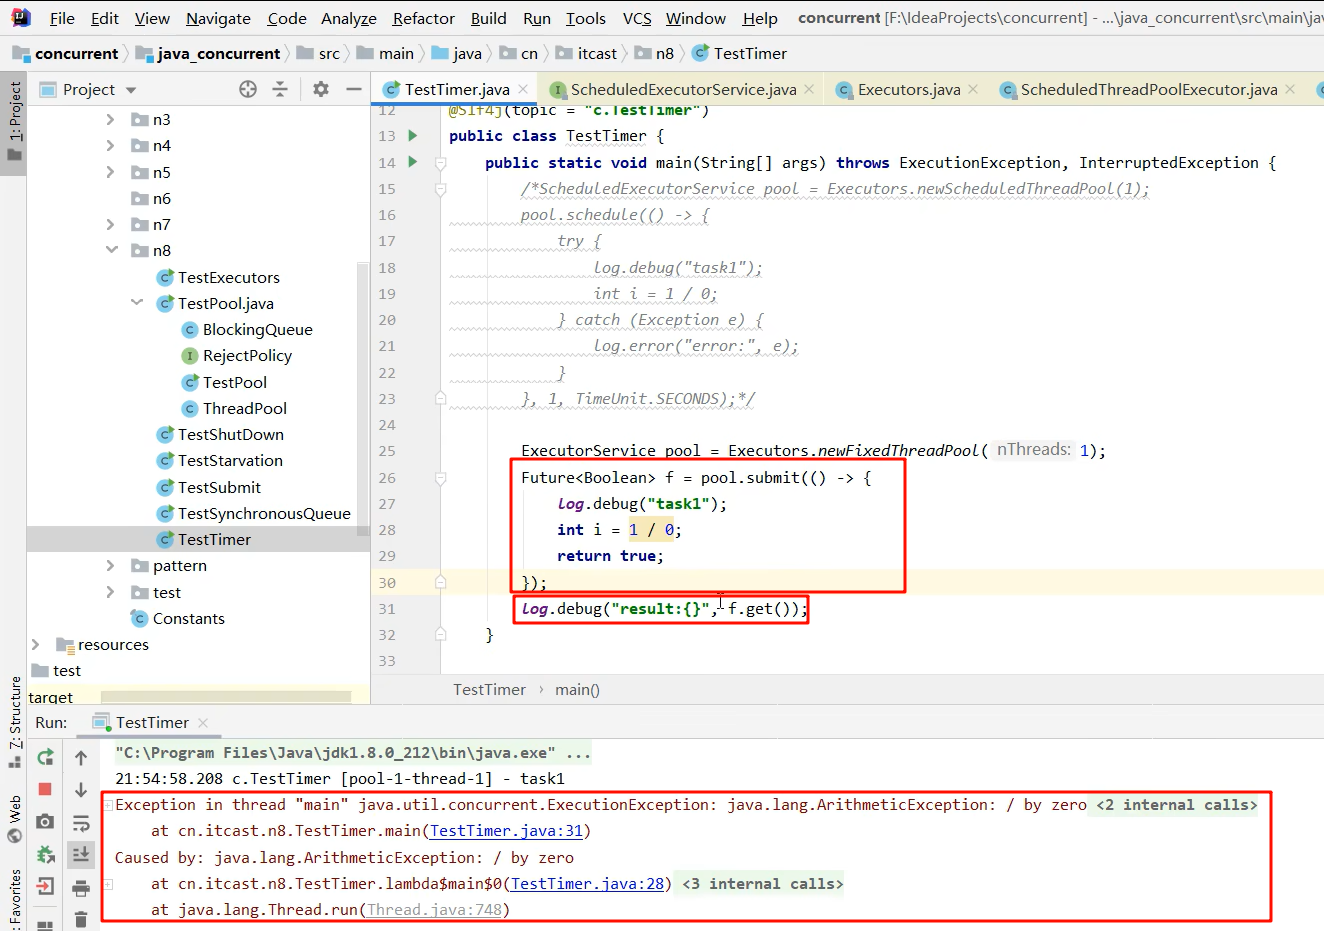 File Edit View Navigate Code Analyze Refactor Build Run Tools VCS Window Help concurrent [F:\IdeaProjects\concurrent] - ...\java_concurrent\src\main\jav
concurrent java_concurrent src main java cn itcast n8 TestTimer
1: Project
Project
TestTimer.java ScheduledExecutorService.java Executors.java ScheduledThreadPoolExecutor.java
n3
n4
n5
n6
n7
n8
TestExecutors
TestPool.java
BlockingQueue
RejectPolicy
TestPool
ThreadPool
TestShutDown
TestStarvation
TestSubmit
TestSynchronousQueue
TestTimer
pattern
test
Constants
resources
test
target
12 @Slf4j(topic = "c.TestTimer")
13 public class TestTimer {
14 public static void main(String[] args) throws ExecutionException, InterruptedException {
15 /*ScheduledExecutorService pool = Executors.newScheduledThreadPool(1);
16 pool.schedule(() -> {
17 try {
18 log.debug("task1");
19 int i = 1 / 0;
20 } catch (Exception e) {
21 log.error("error:", e);
22 }
23 }, 1, TimeUnit.SECONDS);*/
24
25 ExecutorService pool = Executors.newFixedThreadPool( nThreads: 1);
26 Future<Boolean> f = pool.submit(() -> {
27 log.debug("task1");
28 int i = 1 / 0;
29 return true;
30 });
31 log.debug("result:{}", f.get());
32 }
33
TestTimer › main()
Z: Structure
Web
: Favorites
Run: TestTimer
"C:\Program Files\Java\jdk1.8.0_212\bin\java.exe" ...
21:54:58.208 c.TestTimer [pool-1-thread-1] - task1
Exception in thread "main" java.util.concurrent.ExecutionException: java.lang.ArithmeticException: / by zero <2 internal calls>
at cn.itcast.n8.TestTimer.main(TestTimer.java:31)
Caused by: java.lang.ArithmeticException: / by zero
at cn.itcast.n8.TestTimer.lambda$main$0(TestTimer.java:28) <3 internal calls>
at java.lang.Thread.run(Thread.java:748)